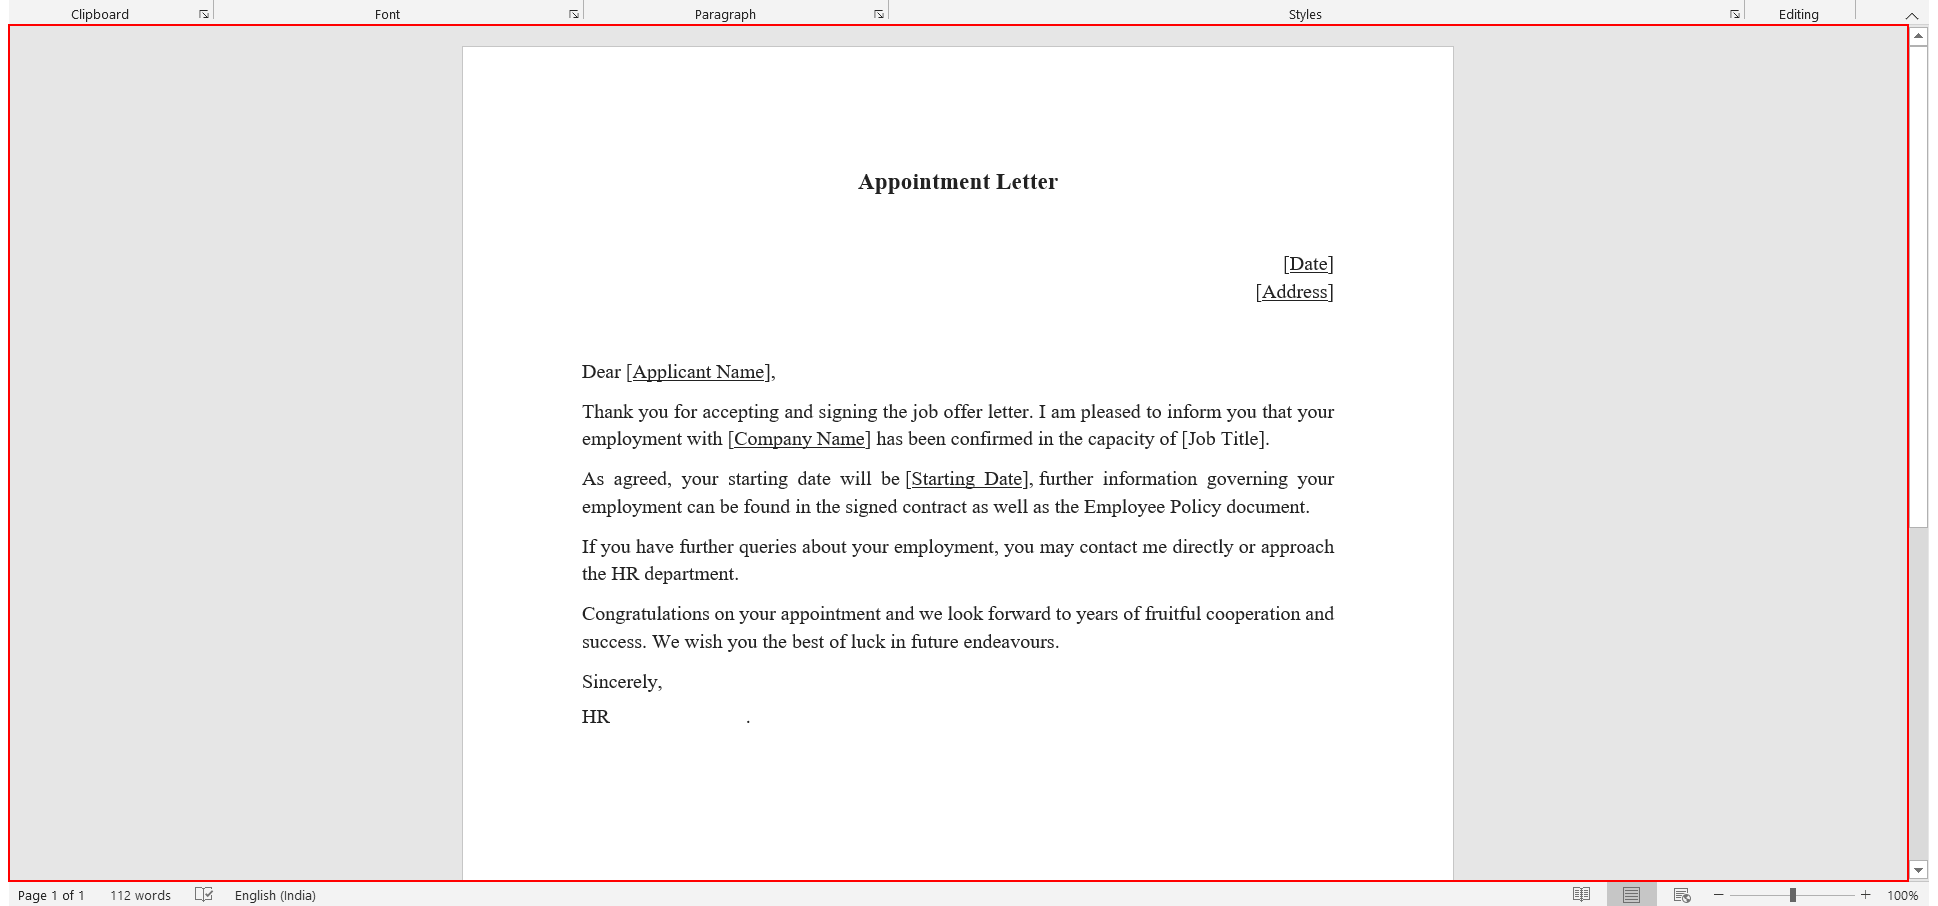 Clipboard Font Paragraph Styles Editing
Appointment Letter
[Date]
[Address]
Dear [Applicant Name],
Thank you for accepting and signing the job offer letter. I am pleased to inform you that your
employment with [Company Name] has been confirmed in the capacity of [Job Title].
As agreed, your starting date will be [Starting Date], further information governing your
employment can be found in the signed contract as well as the Employee Policy document.
If you have further queries about your employment, you may contact me directly or approach
the HR department.
Congratulations on your appointment and we look forward to years of fruitful cooperation and
success. We wish you the best of luck in future endeavours.
Sincerely,
HR .
Page 1 of 1 112 words English (India) 100%